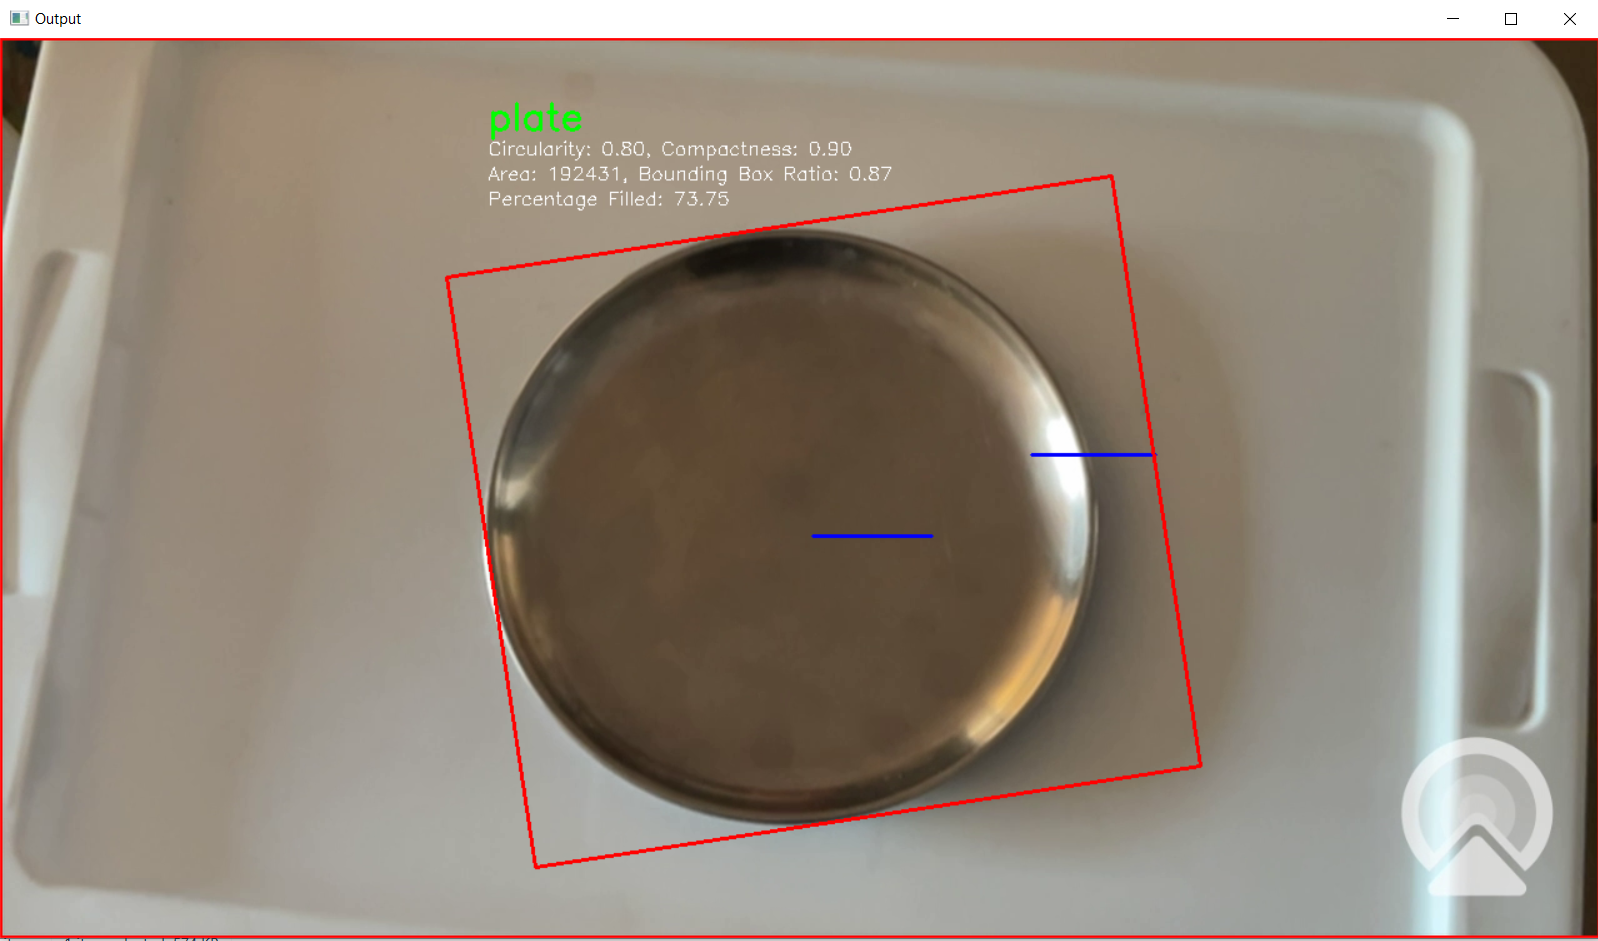 Output
plate
Circularity: 0.80, Compactness: 0.90
Area: 192431, Bounding Box Ratio: 0.87
Percentage Filled: 73.75